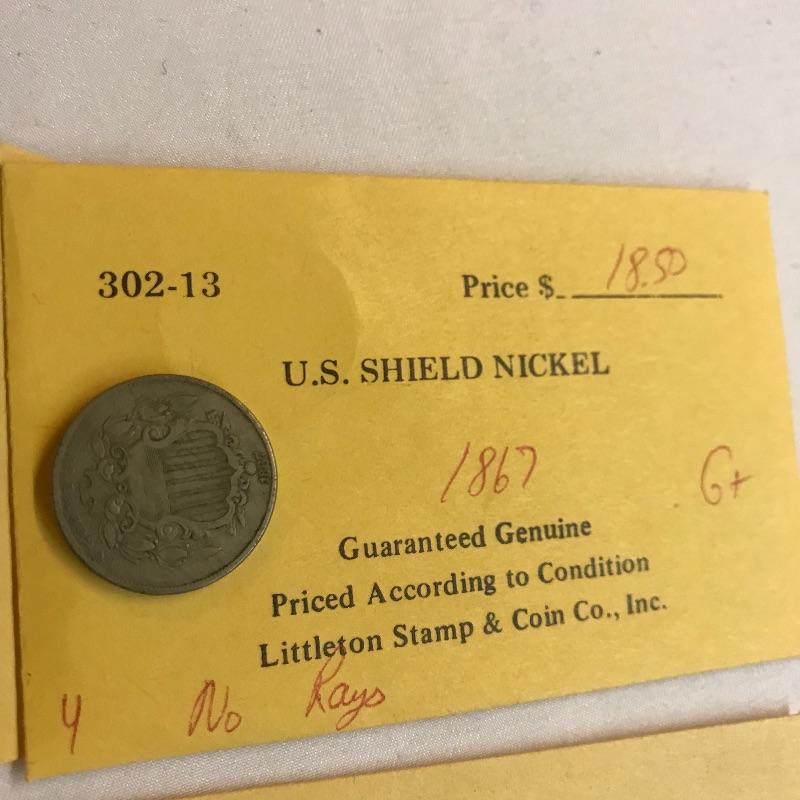 302-13
Price $ 18.50
U.S. SHIELD NICKEL
1867
G+
Guaranteed Genuine
Priced According to Condition
Littleton Stamp & Coin Co., Inc.
4 No Rays